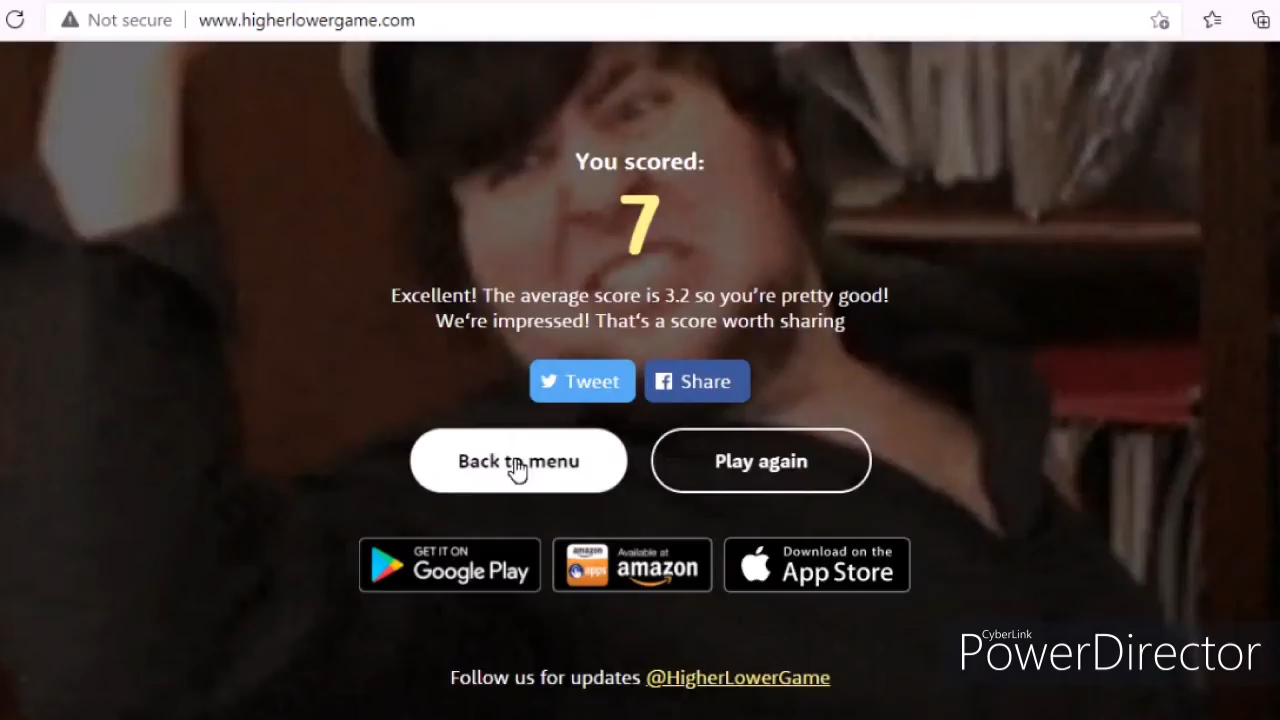 Not secure www.higherlowergame.com
You scored:
7
Excellent! The average score is 3.2 so you're pretty good!
We're impressed! That's a score worth sharing
Tweet Share
Back to menu Play again
GET IT ON
Google Play
amazon
apps
Available at
amazon
Download on the
App Store
CyberLink
PowerDirector
Follow us for updates @HigherLowerGame